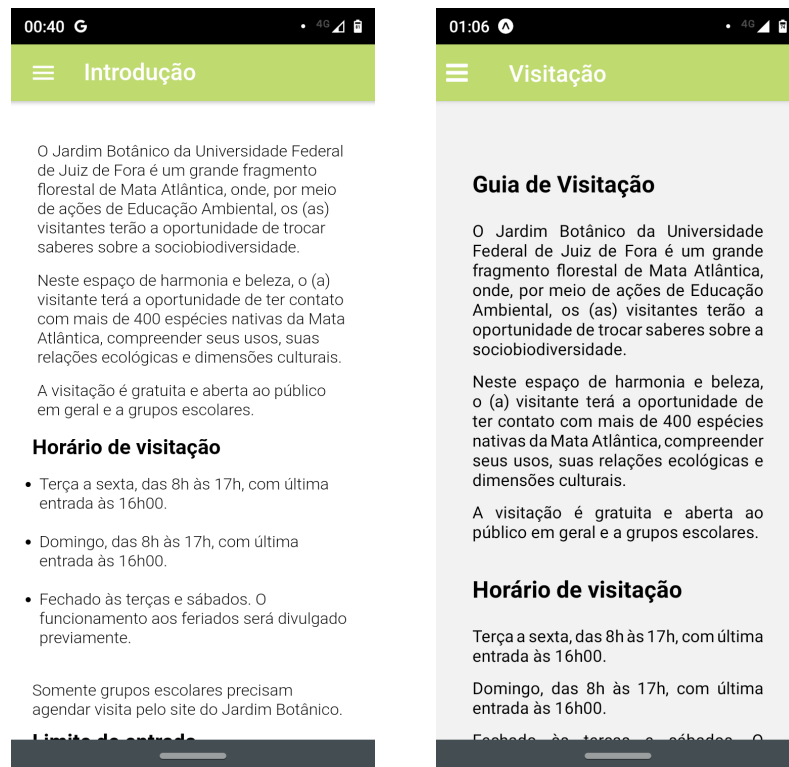 00:40 G
4G
Introdução
O Jardim Botânico da Universidade Federal
de Juiz de Fora é um grande fragmento
florestal de Mata Atlântica, onde, por meio
de ações de Educação Ambiental, os (as)
visitantes terão a oportunidade de trocar
saberes sobre a sociobiodiversidade.
Neste espaço de harmonia e beleza, o (a)
visitante terá a oportunidade de ter contato
com mais de 400 espécies nativas da Mata
Atlântica, compreender seus usos, suas
relações ecológicas e dimensões culturais.
A visitação é gratuita e aberta ao público
em geral e a grupos escolares.
Horário de visitação
• Terça a sexta, das 8h às 17h, com última
entrada às 16h00.
• Domingo, das 8h às 17h, com última
entrada às 16h00.
• Fechado às terças e sábados. O
funcionamento aos feriados será divulgado
previamente.
Somente grupos escolares precisam
agendar visita pelo site do Jardim Botânico.
Limite de entrada
01:06
4G
Visitação
Guia de Visitação
O Jardim Botânico da Universidade
Federal de Juiz de Fora é um grande
fragmento florestal de Mata Atlântica,
onde, por meio de ações de Educação
Ambiental, os (as) visitantes terão a
oportunidade de trocar saberes sobre a
sociobiodiversidade.
Neste espaço de harmonia e beleza,
o (a) visitante terá a oportunidade de
ter contato com mais de 400 espécies
nativas da Mata Atlântica, compreender
seus usos, suas relações ecológicas e
dimensões culturais.
A visitação é gratuita e aberta ao
público em geral e a grupos escolares.
Horário de visitação
Terça a sexta, das 8h às 17h, com última
entrada às 16h00.
Domingo, das 8h às 17h, com última
entrada às 16h00.
Fechado às terças e sábados. O